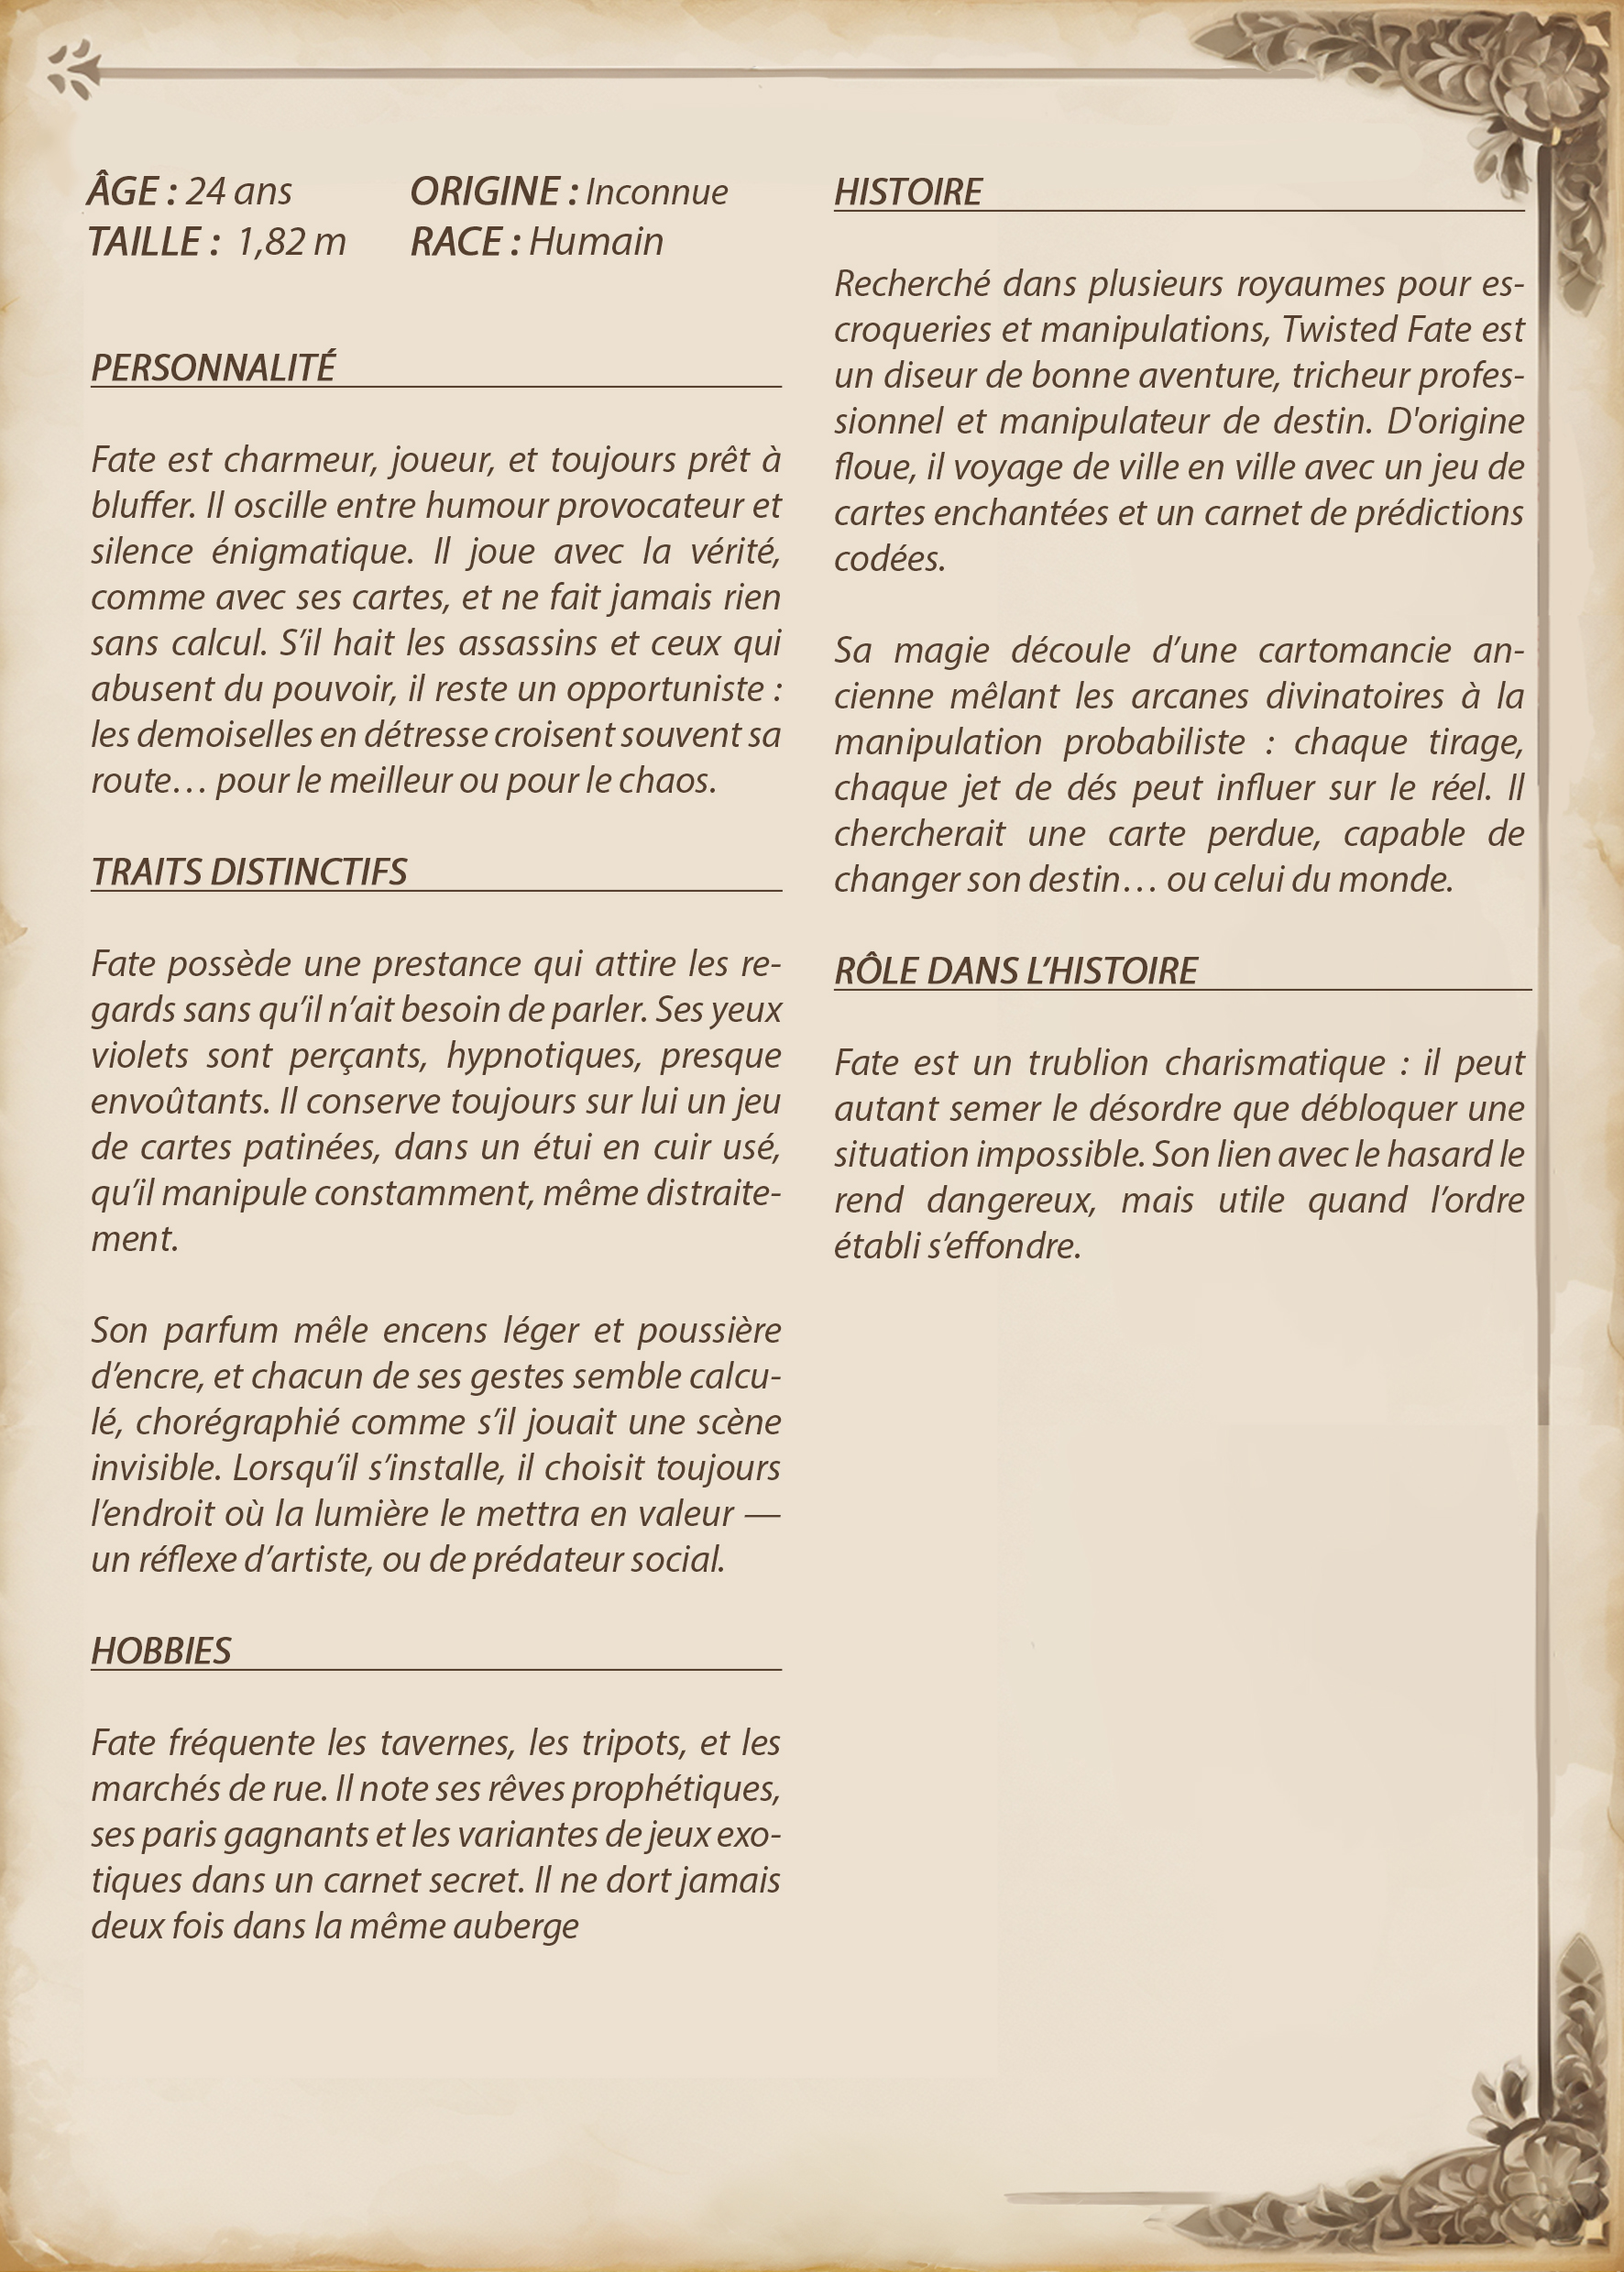 ÂGE : 24 ans ORIGINE : Inconnue
TAILLE : 1,82 m RACE : Humain
PERSONNALITÉ
Fate est charmeur, joueur, et toujours prêt à
bluffer. Il oscille entre humour provocateur et
silence énigmatique. Il joue avec la vérité,
comme avec ses cartes, et ne fait jamais rien
sans calcul. S’il hait les assassins et ceux qui
abusent du pouvoir, il reste un opportuniste :
les demoiselles en détresse croisent souvent sa
route… pour le meilleur ou pour le chaos.
TRAITS DISTINCTIFS
Fate possède une prestance qui attire les re-
gards sans qu’il n’ait besoin de parler. Ses yeux
violets sont perçants, hypnotiques, presque
envoûtants. Il conserve toujours sur lui un jeu
de cartes patinées, dans un étui en cuir usé,
qu’il manipule constamment, même distraite-
ment.
Son parfum mêle encens léger et poussière
d’encre, et chacun de ses gestes semble calcu-
lé, chorégraphié comme s’il jouait une scène
invisible. Lorsqu’il s’installe, il choisit toujours
l’endroit où la lumière le mettra en valeur —
un réflexe d’artiste, ou de prédateur social.
HOBBIES
Fate fréquente les tavernes, les tripots, et les
marchés de rue. Il note ses rêves prophétiques,
ses paris gagnants et les variantes de jeux exo-
tiques dans un carnet secret. Il ne dort jamais
deux fois dans la même auberge
HISTOIRE
Recherché dans plusieurs royaumes pour es-
croqueries et manipulations, Twisted Fate est
un diseur de bonne aventure, tricheur profes-
sionnel et manipulateur de destin. D'origine
floue, il voyage de ville en ville avec un jeu de
cartes enchantées et un carnet de prédictions
codées.
Sa magie découle d’une cartomancie an-
cienne mêlant les arcanes divinatoires à la
manipulation probabiliste : chaque tirage,
chaque jet de dés peut influer sur le réel. Il
chercherait une carte perdue, capable de
changer son destin… ou celui du monde.
RÔLE DANS L’HISTOIRE
Fate est un trublion charismatique : il peut
autant semer le désordre que débloquer une
situation impossible. Son lien avec le hasard le
rend dangereux, mais utile quand l’ordre
établi s’effondre.